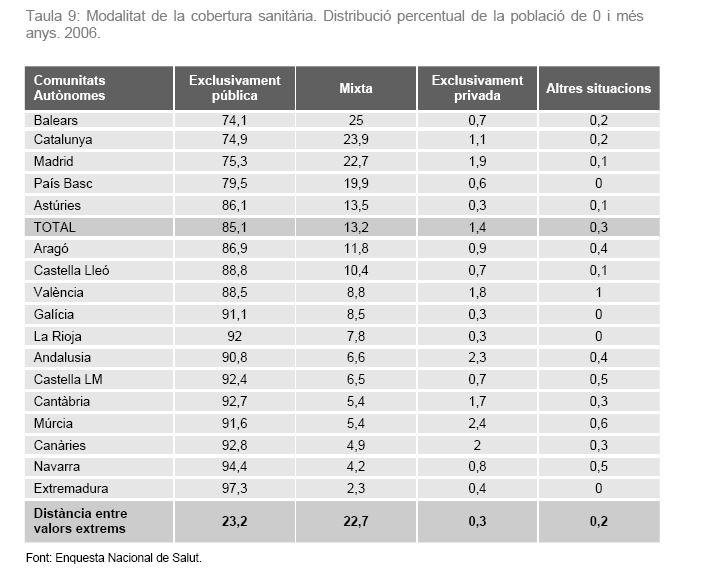 Taula 9: Modalitat de la cobertura sanitària. Distribució percentual de la població de 0 i més
anys. 2006.
Comunitats Autònomes Exclusivament pública Mixta Exclusivament privada Altres situacions
Balears 74,1 25 0,7 0,2
Catalunya 74,9 23,9 1,1 0,2
Madrid 75,3 22,7 1,9 0,1
País Basc 79,5 19,9 0,6 0
Astúries 86,1 13,5 0,3 0,1
TOTAL 85,1 13,2 1,4 0,3
Aragó 86,9 11,8 0,9 0,4
Castella Lleó 88,8 10,4 0,7 0,1
València 88,5 8,8 1,8 1
Galícia 91,1 8,5 0,3 0
La Rioja 92 7,8 0,3 0
Andalusia 90,8 6,6 2,3 0,4
Castella LM 92,4 6,5 0,7 0,5
Cantàbria 92,7 5,4 1,7 0,3
Múrcia 91,6 5,4 2,4 0,6
Canàries 92,8 4,9 2 0,3
Navarra 94,4 4,2 0,8 0,5
Extremadura 97,3 2,3 0,4 0
Distància entre valors extrems 23,2 22,7 0,3 0,2
Font: Enquesta Nacional de Salut.